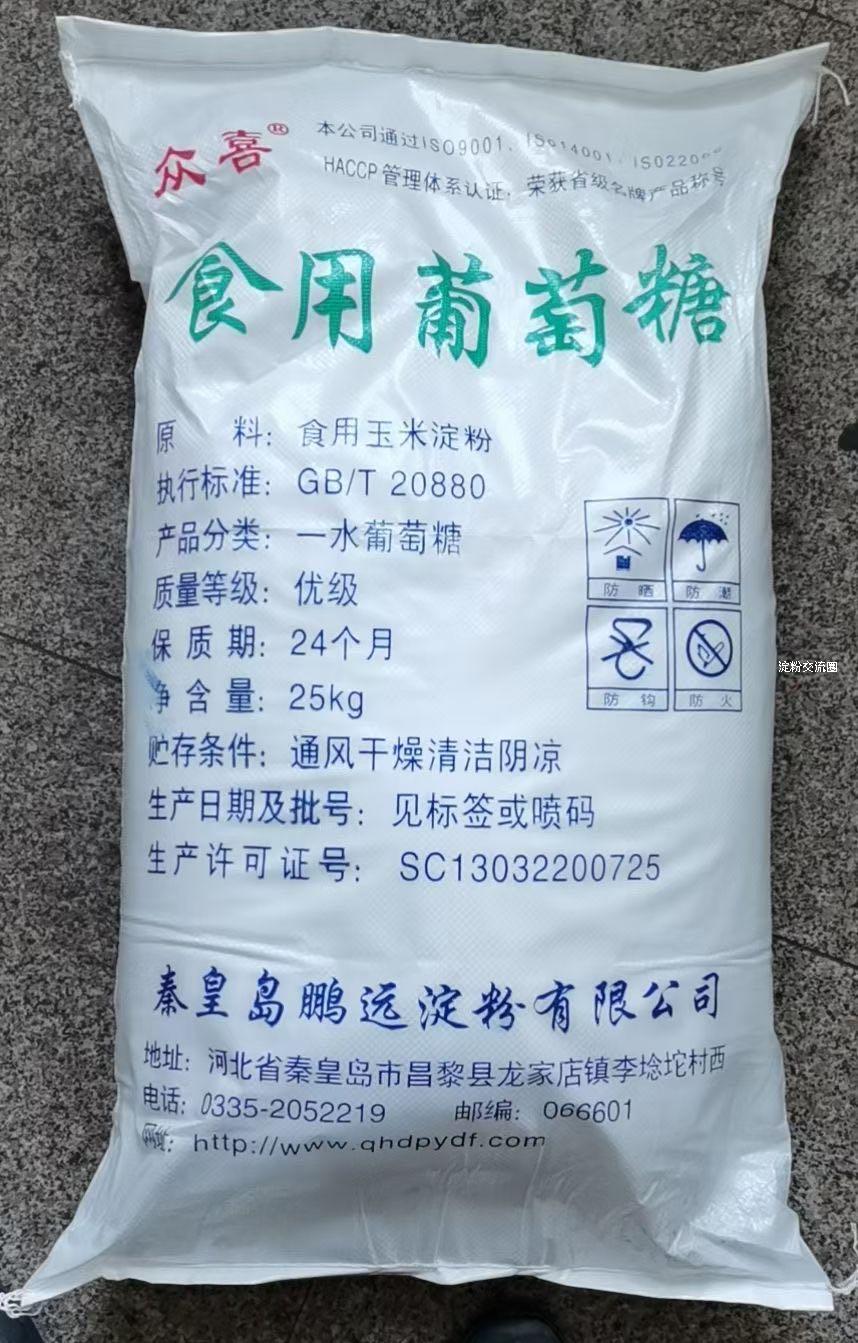 众喜®
本公司通过ISO9001、ISO14001、ISO22000
HACCP管理体系认证，荣获省级名牌产品称号
食用葡萄糖
原 料：食用玉米淀粉
执行标准：GB/T 20880
产品分类：一水葡萄糖
质量等级：优级
保质期：24个月
净含量：25kg
贮存条件：通风干燥清洁阴凉
生产日期及批号：见标签或喷码
生产许可证号：SC13032200725
防晒 防潮
防钩 防火
淀粉交流圈
秦皇岛鹏远淀粉有限公司
地址：河北省秦皇岛市昌黎县龙家店镇李埝坨村西
电话：0335-2052219 邮编：066601
网址：http://www.qhdpydf.com